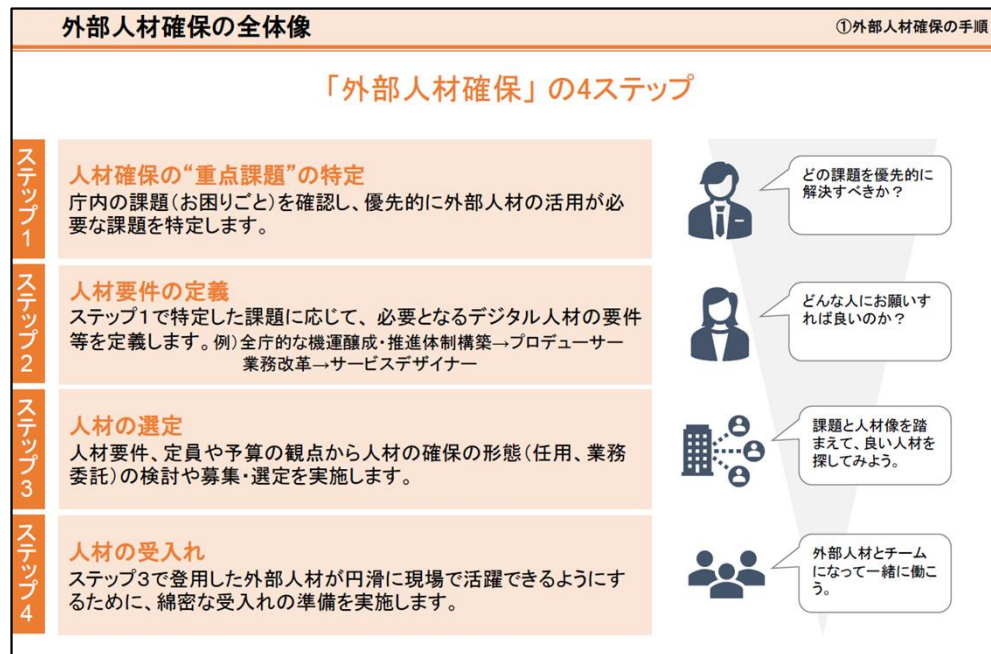 外部人材確保の全体像
①外部人材確保の手順
「外部人材確保」の4ステップ
ステップ1
人材確保の“重点課題”の特定
庁内の課題(お困りごと)を確認し、優先的に外部人材の活用が必
要な課題を特定します。
どの課題を優先的に
解決すべきか?
ステップ2
人材要件の定義
ステップ1で特定した課題に応じて、必要となるデジタル人材の要件
等を定義します。例)全庁的な機運醸成・推進体制構築→プロデューサー
業務改革→サービスデザイナー
どんな人にお願いす
れば良いのか?
ステップ3
人材の選定
人材要件、定員や予算の観点から人材の確保の形態(任用、業務
委託)の検討や募集・選定を実施します。
課題と人材像を踏
まえて、良い人材を
探してみよう。
ステップ4
人材の受入れ
ステップ3で登用した外部人材が円滑に現場で活躍できるようにす
るために、綿密な受入れの準備を実施します。
外部人材とチーム
になって一緒に働こ
う。